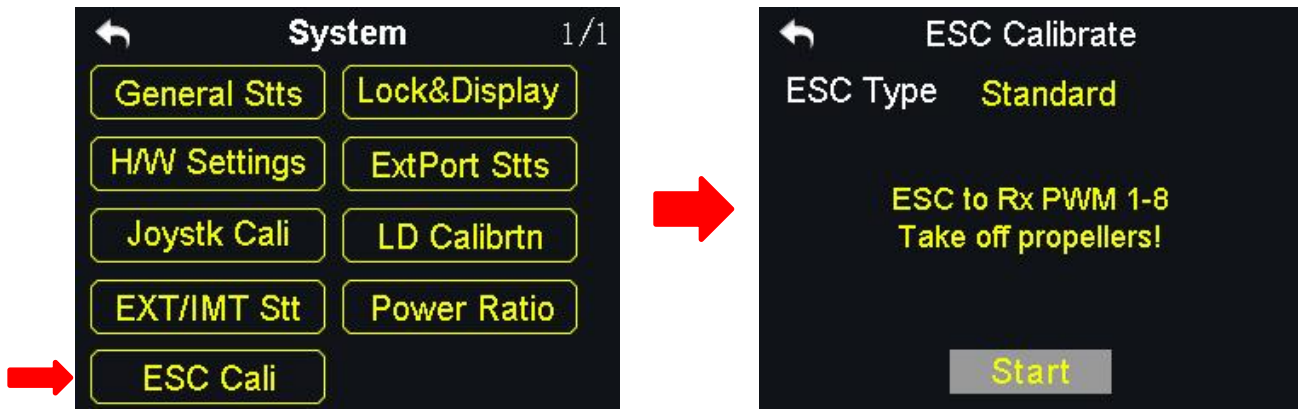 System 1/1
General Stts Lock&Display
H/W Settings ExtPort Stts
Joystk Cali LD Calibrtn
EXT/IMT Stt Power Ratio
ESC Cali
ESC Calibrate
ESC Type Standard
ESC to Rx PWM 1-8
Take off propellers!
Start